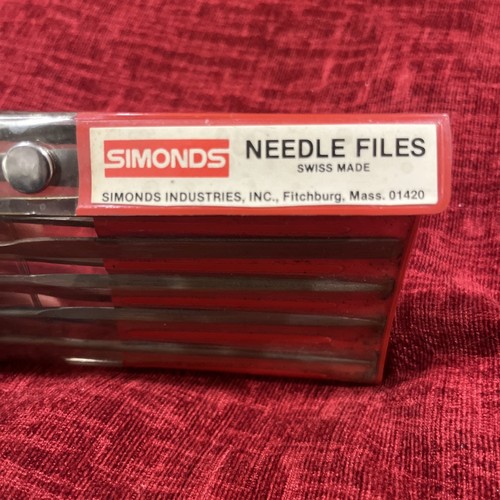 SIMONDS NEEDLE FILES
SWISS MADE
SIMONDS INDUSTRIES, INC., Fitchburg, Mass. 01420